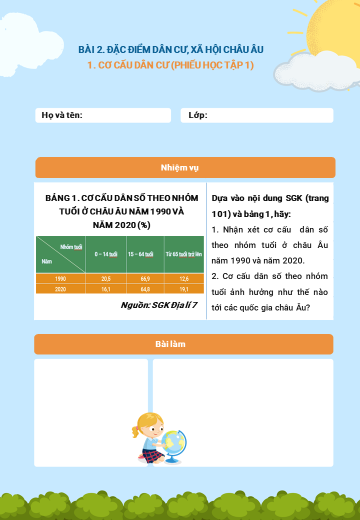 BÀI 2. ĐẶC ĐIỂM DÂN CƯ, XÃ HỘI CHÂU ÂU
1. CƠ CẤU DÂN CƯ (PHIẾU HỌC TẬP 1)
Họ và tên:
Lớp:
Nhiệm vụ
BẢNG 1. CƠ CẤU DÂN SỐ THEO NHÓM
TUỔI Ở CHÂU ÂU NĂM 1990 VÀ
NĂM 2020 (%)
Nhóm tuổi
Năm
0 – 14 tuổi
15 – 64 tuổi
Từ 65 tuổi trở lên
1990 20,5 66,9 12,6
2020 16,1 64,8 19,1
Nguồn: SGK Địa lí 7
Dựa vào nội dung SGK (trang
101) và bảng 1, hãy:
1. Nhận xét cơ cấu dân số
theo nhóm tuổi ở châu Âu
năm 1990 và năm 2020.
2. Cơ cấu dân số theo nhóm
tuổi ảnh hưởng như thế nào
tới các quốc gia châu Âu?
Bài làm